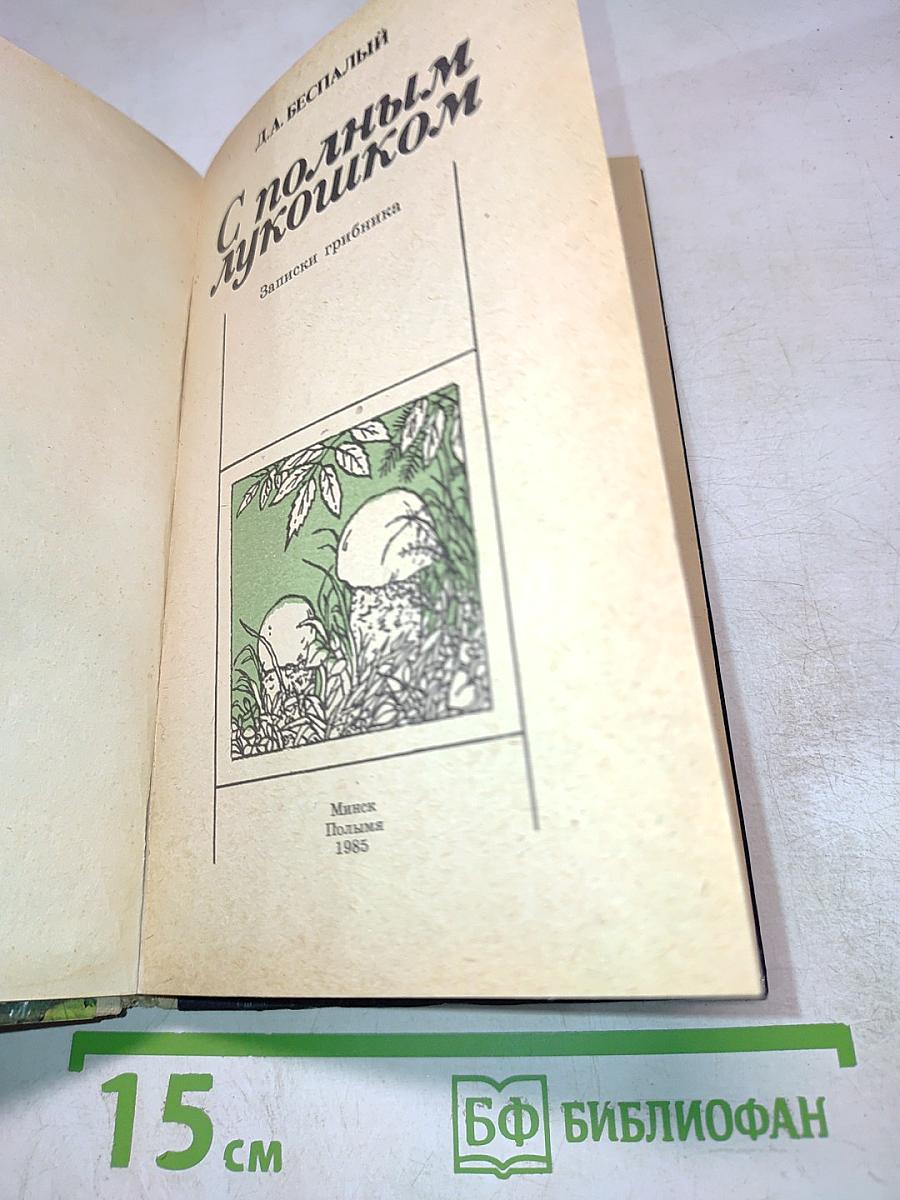 Д.А. БЕСПАЛЫЙ
С полным
лукошком
Записки грибника
Минск
Полымя
1985
15 см
БФ БИБЛИОФАН